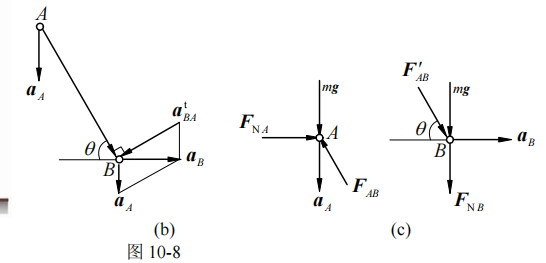 A
a_A
θ
B
a^t_BA
a_B
a_A
(b)
图 10-8
mg
F_NA
A
a_A
F_AB
F'_AB
mg
θ
B
a_B
F_NB
(c)